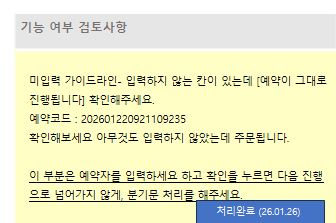 기능 여부 검토사항
미입력 가이드라인- 입력하지 않는 칸이 있는데 [예약이 그대로
진행됩니다] 확인해주세요.
예약코드 : 202601220921109235
확인해보세요 아무것도 입력하지 않았는데 주문됩니다.
이 부분은 예약자를 입력하세요 하고 확인을 누르면 다음 진행
으로 넘어가지 않게, 분기문 처리를 해주세요.
처리완료 (26.01.26)